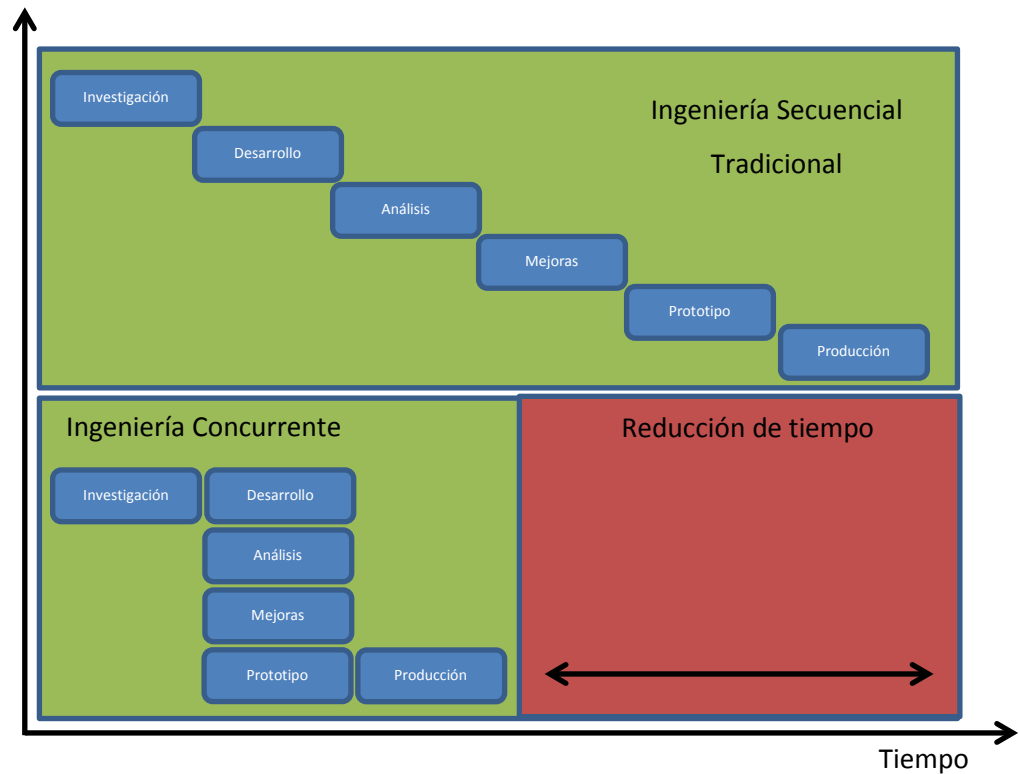 Investigación
Ingeniería Secuencial
Tradicional
Desarrollo
Análisis
Mejoras
Prototipo
Producción
Ingeniería Concurrente
Reducción de tiempo
Investigación
Desarrollo
Análisis
Mejoras
Prototipo
Producción
Tiempo